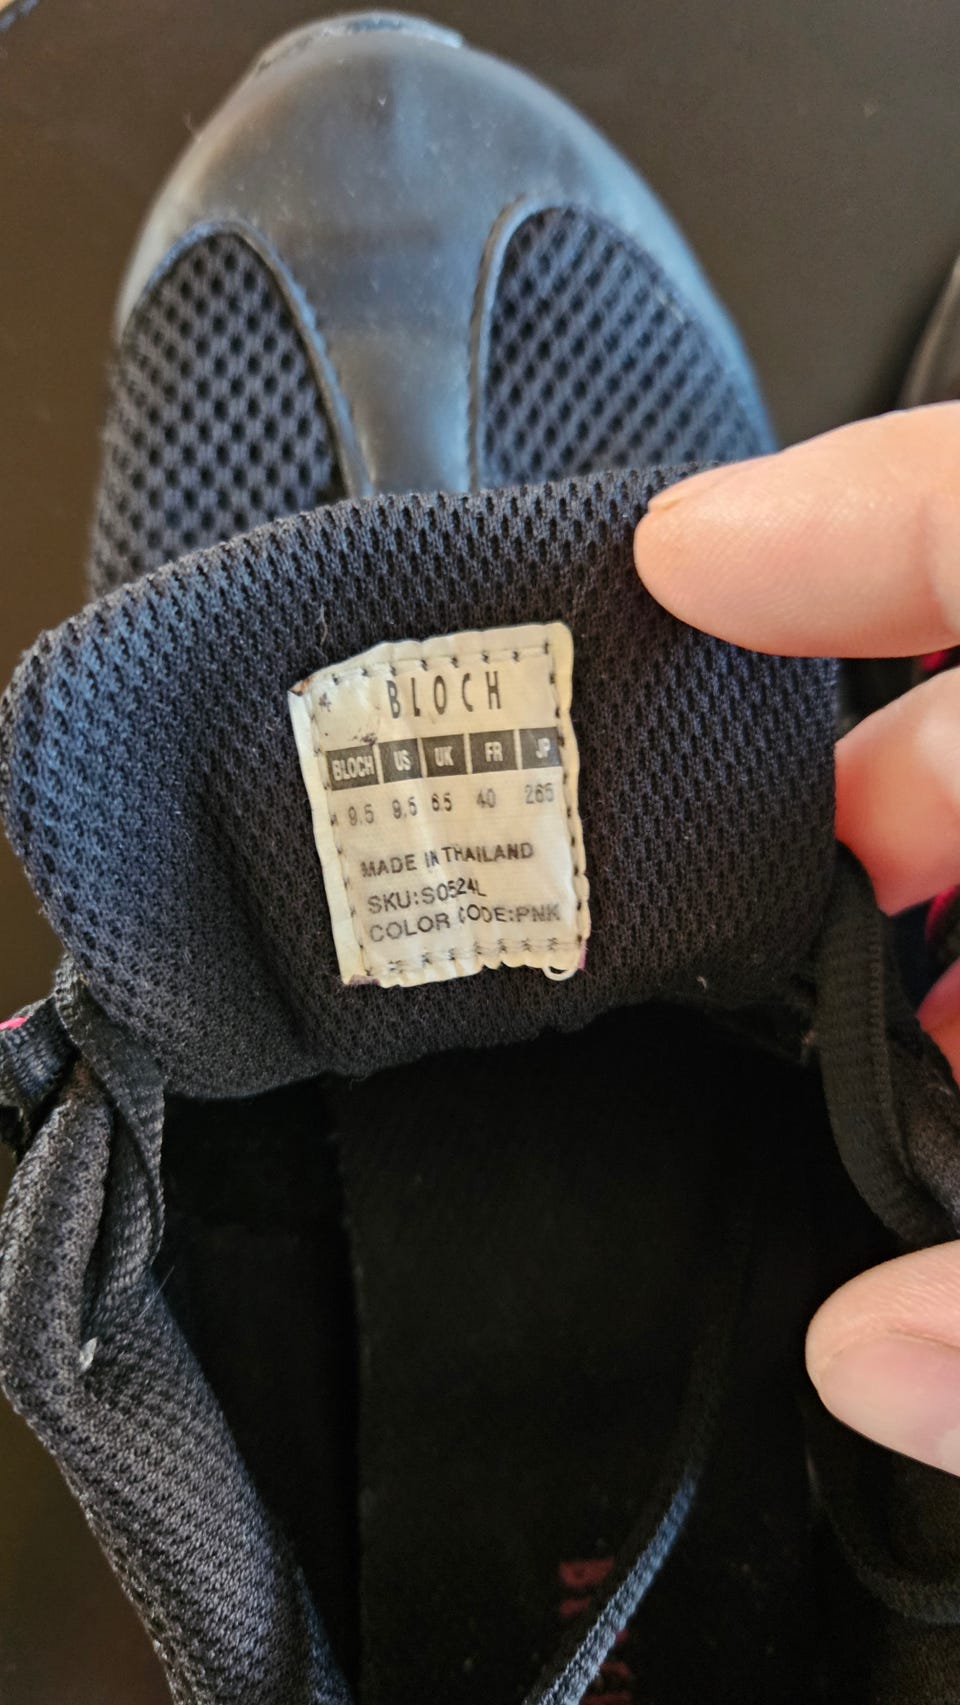 BLOCH
BLOCH US UK FR JP
9.5 9.5 6.5 40 265
MADE IN THAILAND
SKU:S0524L
COLOR CODE:PNK